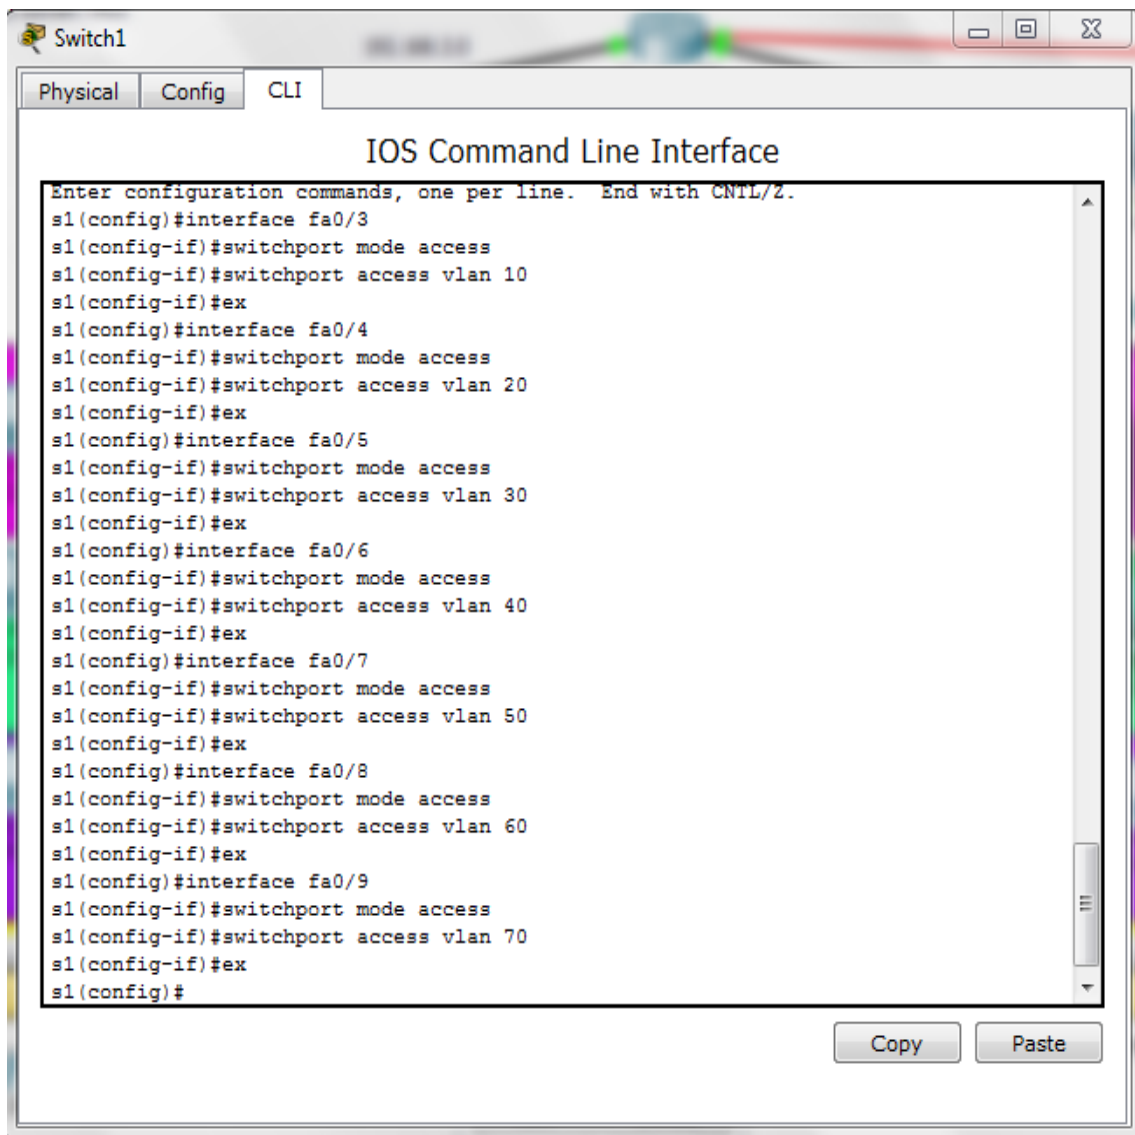 Switch1
Physical Config CLI
IOS Command Line Interface
Enter configuration commands, one per line.  End with CNTL/Z.
s1(config)#interface fa0/3
s1(config-if)#switchport mode access
s1(config-if)#switchport access vlan 10
s1(config-if)#ex
s1(config)#interface fa0/4
s1(config-if)#switchport mode access
s1(config-if)#switchport access vlan 20
s1(config-if)#ex
s1(config)#interface fa0/5
s1(config-if)#switchport mode access
s1(config-if)#switchport access vlan 30
s1(config-if)#ex
s1(config)#interface fa0/6
s1(config-if)#switchport mode access
s1(config-if)#switchport access vlan 40
s1(config-if)#ex
s1(config)#interface fa0/7
s1(config-if)#switchport mode access
s1(config-if)#switchport access vlan 50
s1(config-if)#ex
s1(config)#interface fa0/8
s1(config-if)#switchport mode access
s1(config-if)#switchport access vlan 60
s1(config-if)#ex
s1(config)#interface fa0/9
s1(config-if)#switchport mode access
s1(config-if)#switchport access vlan 70
s1(config-if)#ex
s1(config)#
Copy Paste